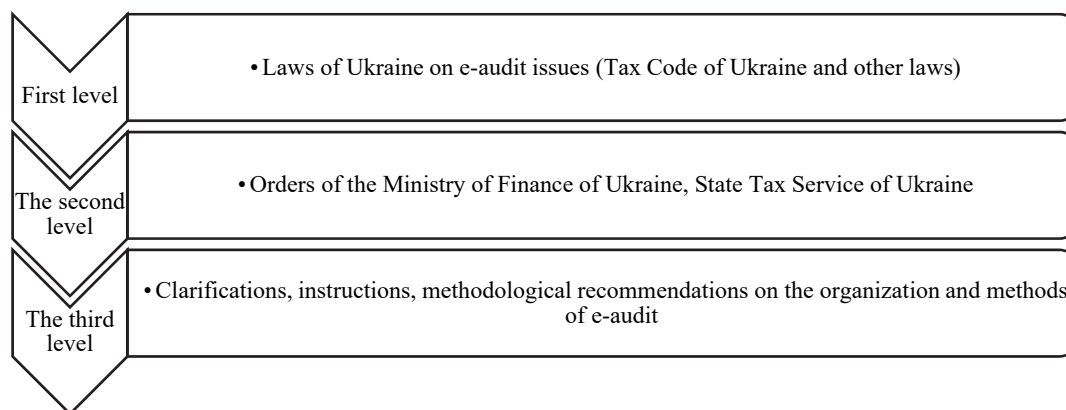 First level
• Laws of Ukraine on e-audit issues (Tax Code of Ukraine and other laws)
The second
level
• Orders of the Ministry of Finance of Ukraine, State Tax Service of Ukraine
The third
level
• Clarifications, instructions, methodological recommendations on the organization and methods
of e-audit